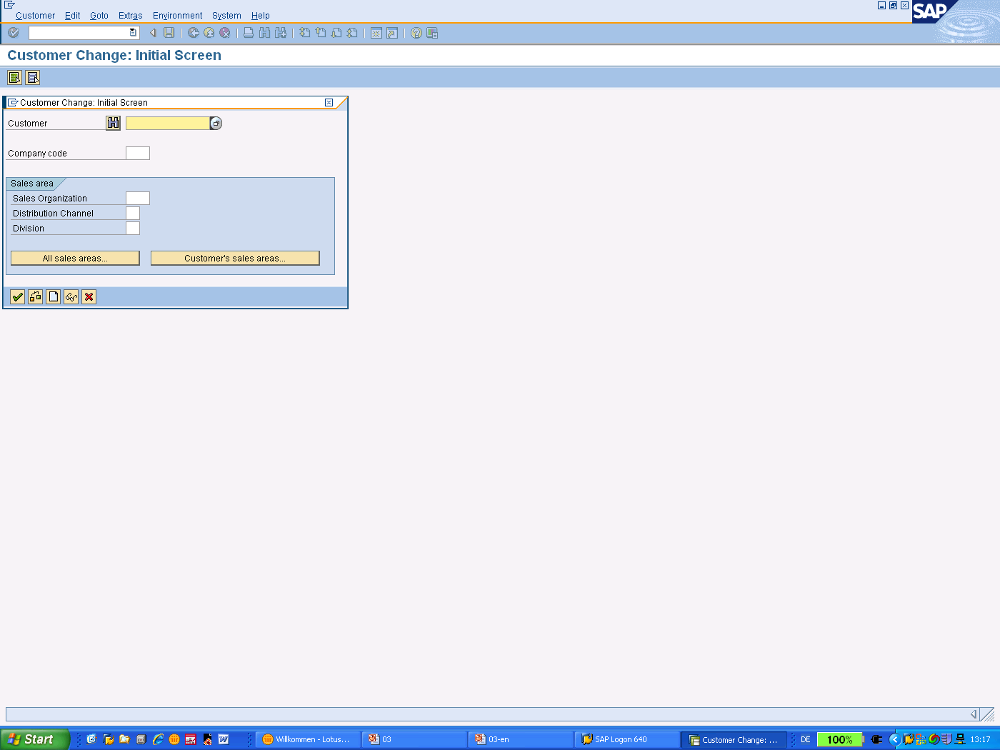 Customer Edit Goto Extras Environment System Help
SAP
Customer Change: Initial Screen
Customer Change: Initial Screen
Customer
Company code
Sales area
Sales Organization
Distribution Channel
Division
All sales areas...
Customer's sales areas...
Start
Willkommen - Lotus...
03
03-en
SAP Logon 640
Customer Change: ...
DE
100%
13:17